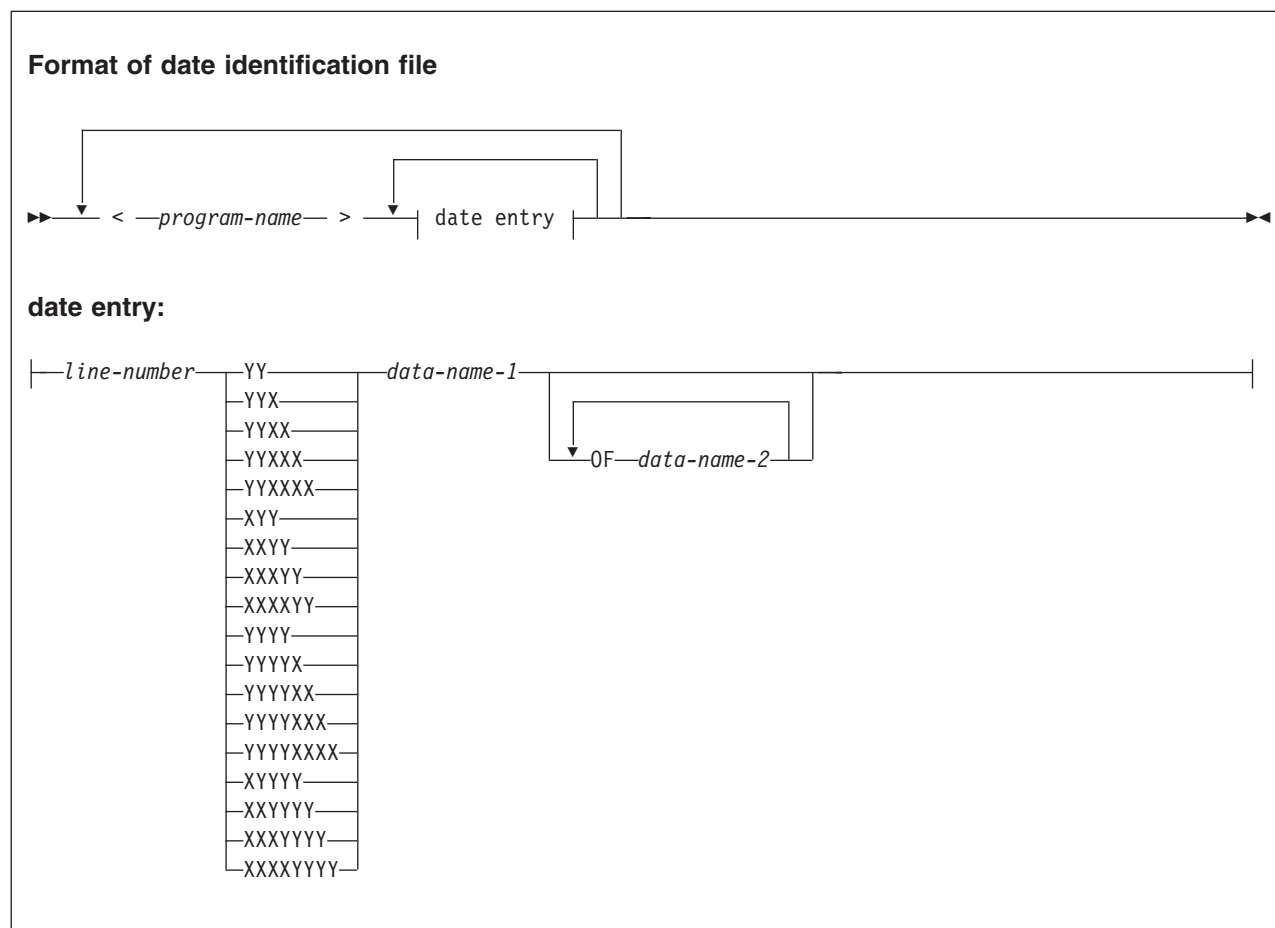 Format of date identification file
< program-name > date entry
date entry:
line-number YY data-name-1
YYX
YYXX
YYXXX
OF data-name-2
YYXXXX
XYY
XXYY
XXXYY
XXXXYY
YYYY
YYYYX
YYYYXX
YYYYXXX
YYYYXXXX
XYYYY
XXYYYY
XXXYYYY
XXXXYYYY